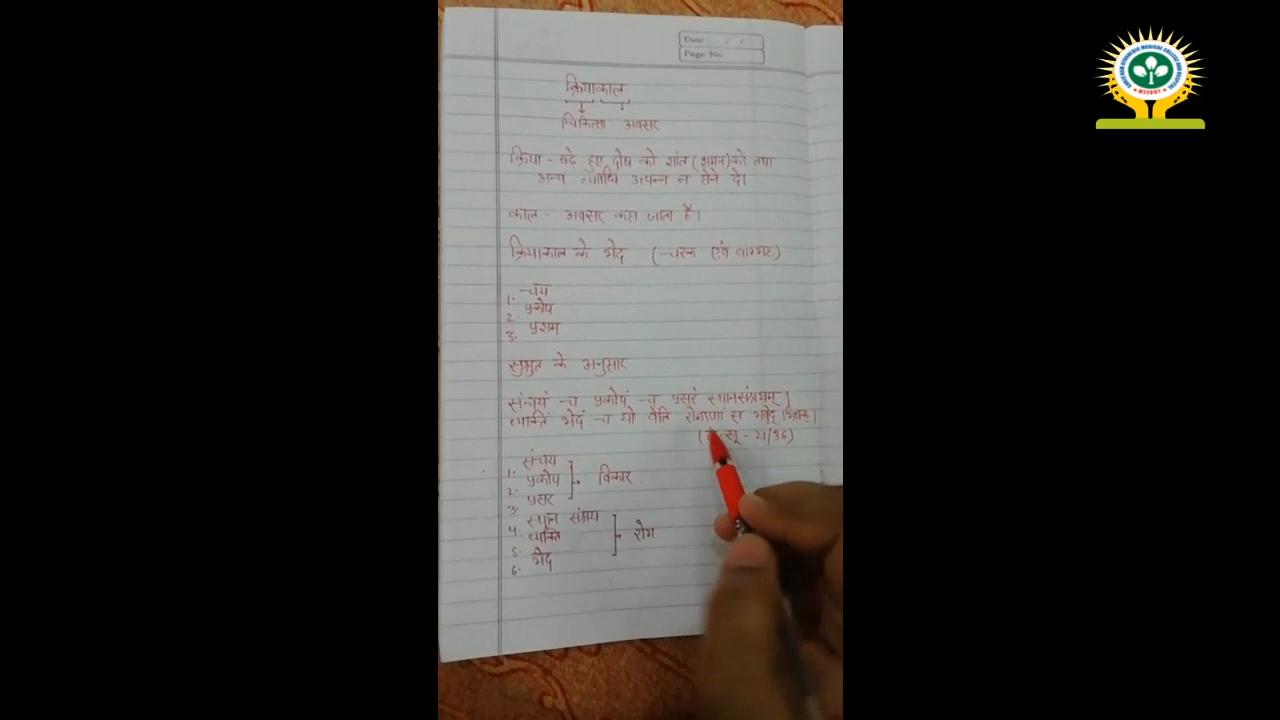 Date / /
Page No
क्रियाकाल
चिकित्सा अवसर
क्रिया - बढे हुए दोष को शांत (शमन) करे तथा
अन्य व्याधि उत्पन्न न होने दे।
काल - अवसर कहा जाता है।
क्रियाकाल के भेद (चरक एवं वाग्भट्ट)
1. चय
2. प्रकोप
3. प्रशम
सुश्रुत के अनुसार
संचयं च प्रकोपं च प्रसरं स्थानसंश्रयम् ।
व्यक्तिं भेदं च यो वेत्ति रोगाणां स भवेद् भिषक् ।
सू - 21/36)
1. संचय
2. प्रकोप
3. प्रसर
विकार
4. स्थान संश्रय
5. व्यक्ति
6. भेद
रोग